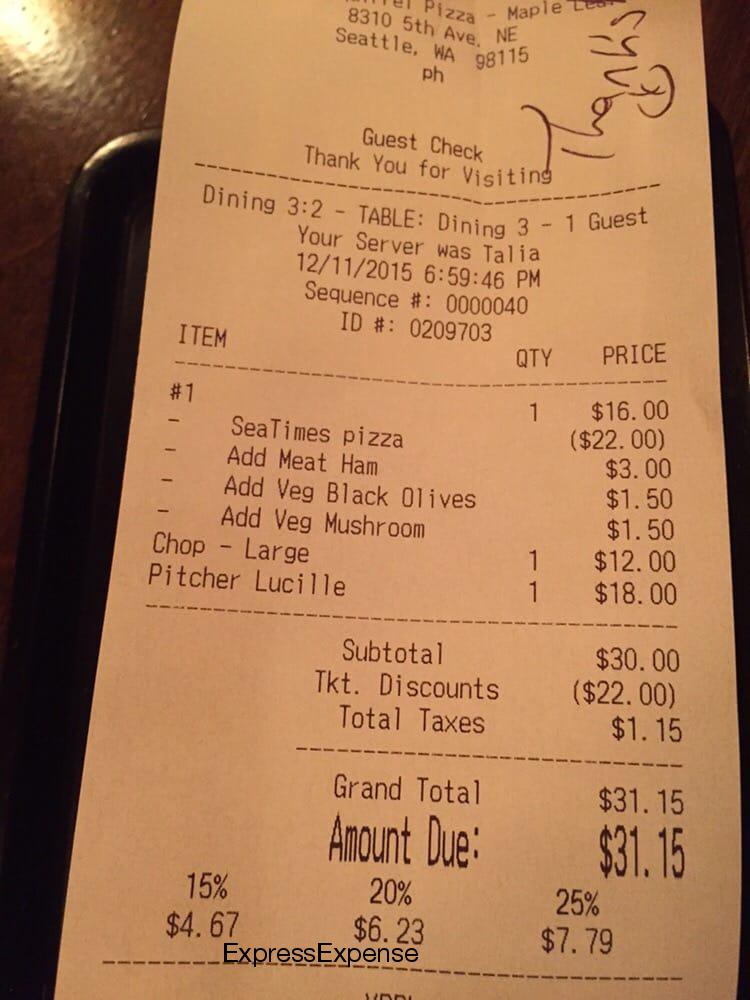 Pizza - Maple Leaf
8310 5th Ave. NE
Seattle, WA 98115
ph
Guest Check
Thank You for Visiting
Dining 3:2 - TABLE: Dining 3 - 1 Guest
Your Server was Talia
12/11/2015 6:59:46 PM
Sequence #: 0000040
ID #: 0209703
ITEM QTY PRICE
#1 1 $16.00
- SeaTimes pizza ($22.00)
- Add Meat Ham $3.00
- Add Veg Black Olives $1.50
- Add Veg Mushroom $1.50
Chop - Large 1 $12.00
Pitcher Lucille 1 $18.00
Subtotal $30.00
Tkt. Discounts ($22.00)
Total Taxes $1.15
Grand Total $31.15
Amount Due: $31.15
15% 20% 25%
$4.67 $6.23 $7.79
ExpressExpense